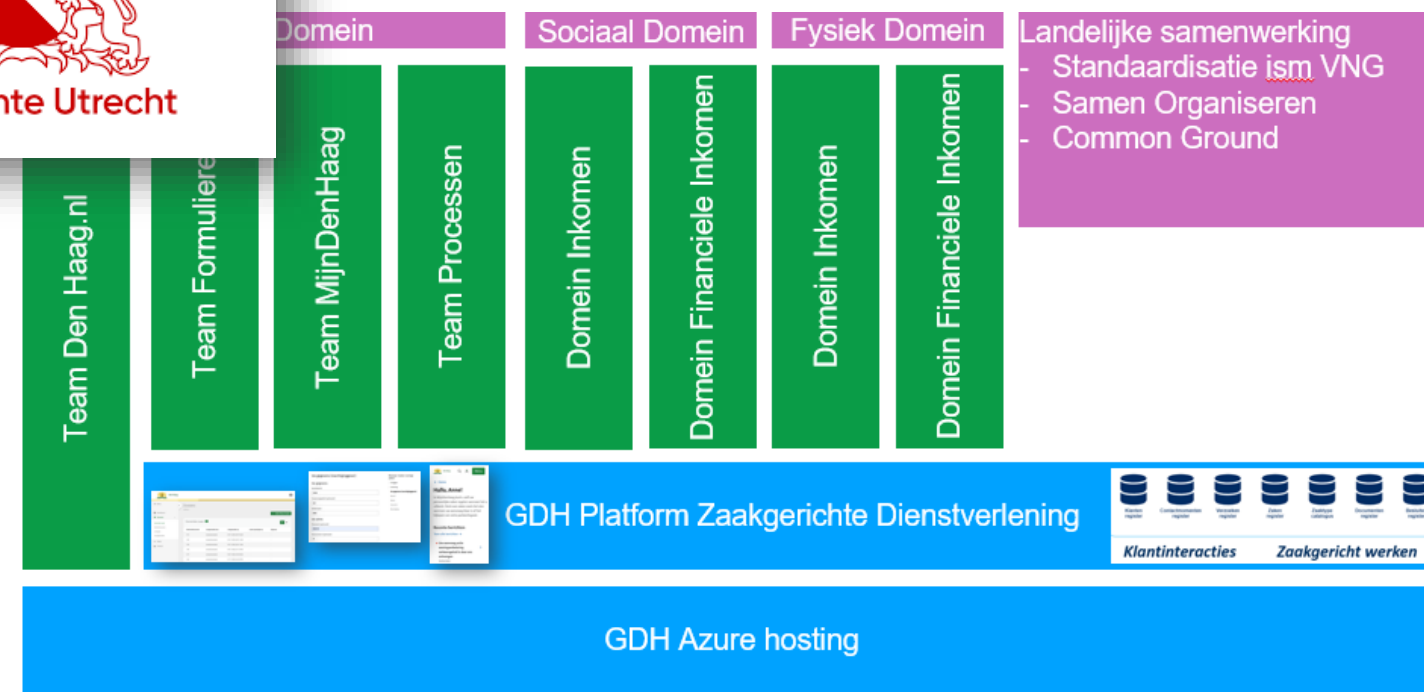 nte Utrecht
Domein
Sociaal Domein
Fysiek Domein
Landelijke samenwerking
- Standaardisatie ism VNG
- Samen Organiseren
- Common Ground
Team Den Haag.nl
Team Formuliere
Team MijnDenHaag
Team Processen
Domein Inkomen
Domein Financiele Inkomen
Domein Inkomen
Domein Financiele Inkomen
Hallo, Anne!
GDH Platform Zaakgerichte Dienstverlening
Klantinteracties
Zaakgericht werken
GDH Azure hosting